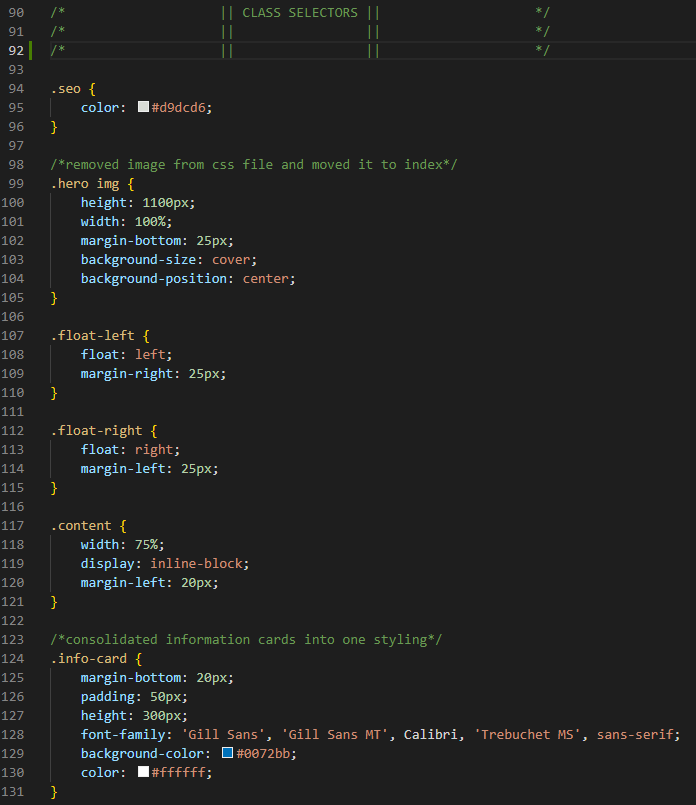 90 /* || CLASS SELECTORS || */
91 /* || || */
92 /* || || */
93
94 .seo {
95 color: #d9dcd6;
96 }
97
98 /*removed image from css file and moved it to index*/
99 .hero img {
100 height: 1100px;
101 width: 100%;
102 margin-bottom: 25px;
103 background-size: cover;
104 background-position: center;
105 }
106
107 .float-left {
108 float: left;
109 margin-right: 25px;
110 }
111
112 .float-right {
113 float: right;
114 margin-left: 25px;
115 }
116
117 .content {
118 width: 75%;
119 display: inline-block;
120 margin-left: 20px;
121 }
122
123 /*consolidated information cards into one styling*/
124 .info-card {
125 margin-bottom: 20px;
126 padding: 50px;
127 height: 300px;
128 font-family: 'Gill Sans', 'Gill Sans MT', Calibri, 'Trebuchet MS', sans-serif;
129 background-color: #0072bb;
130 color: #ffffff;
131 }